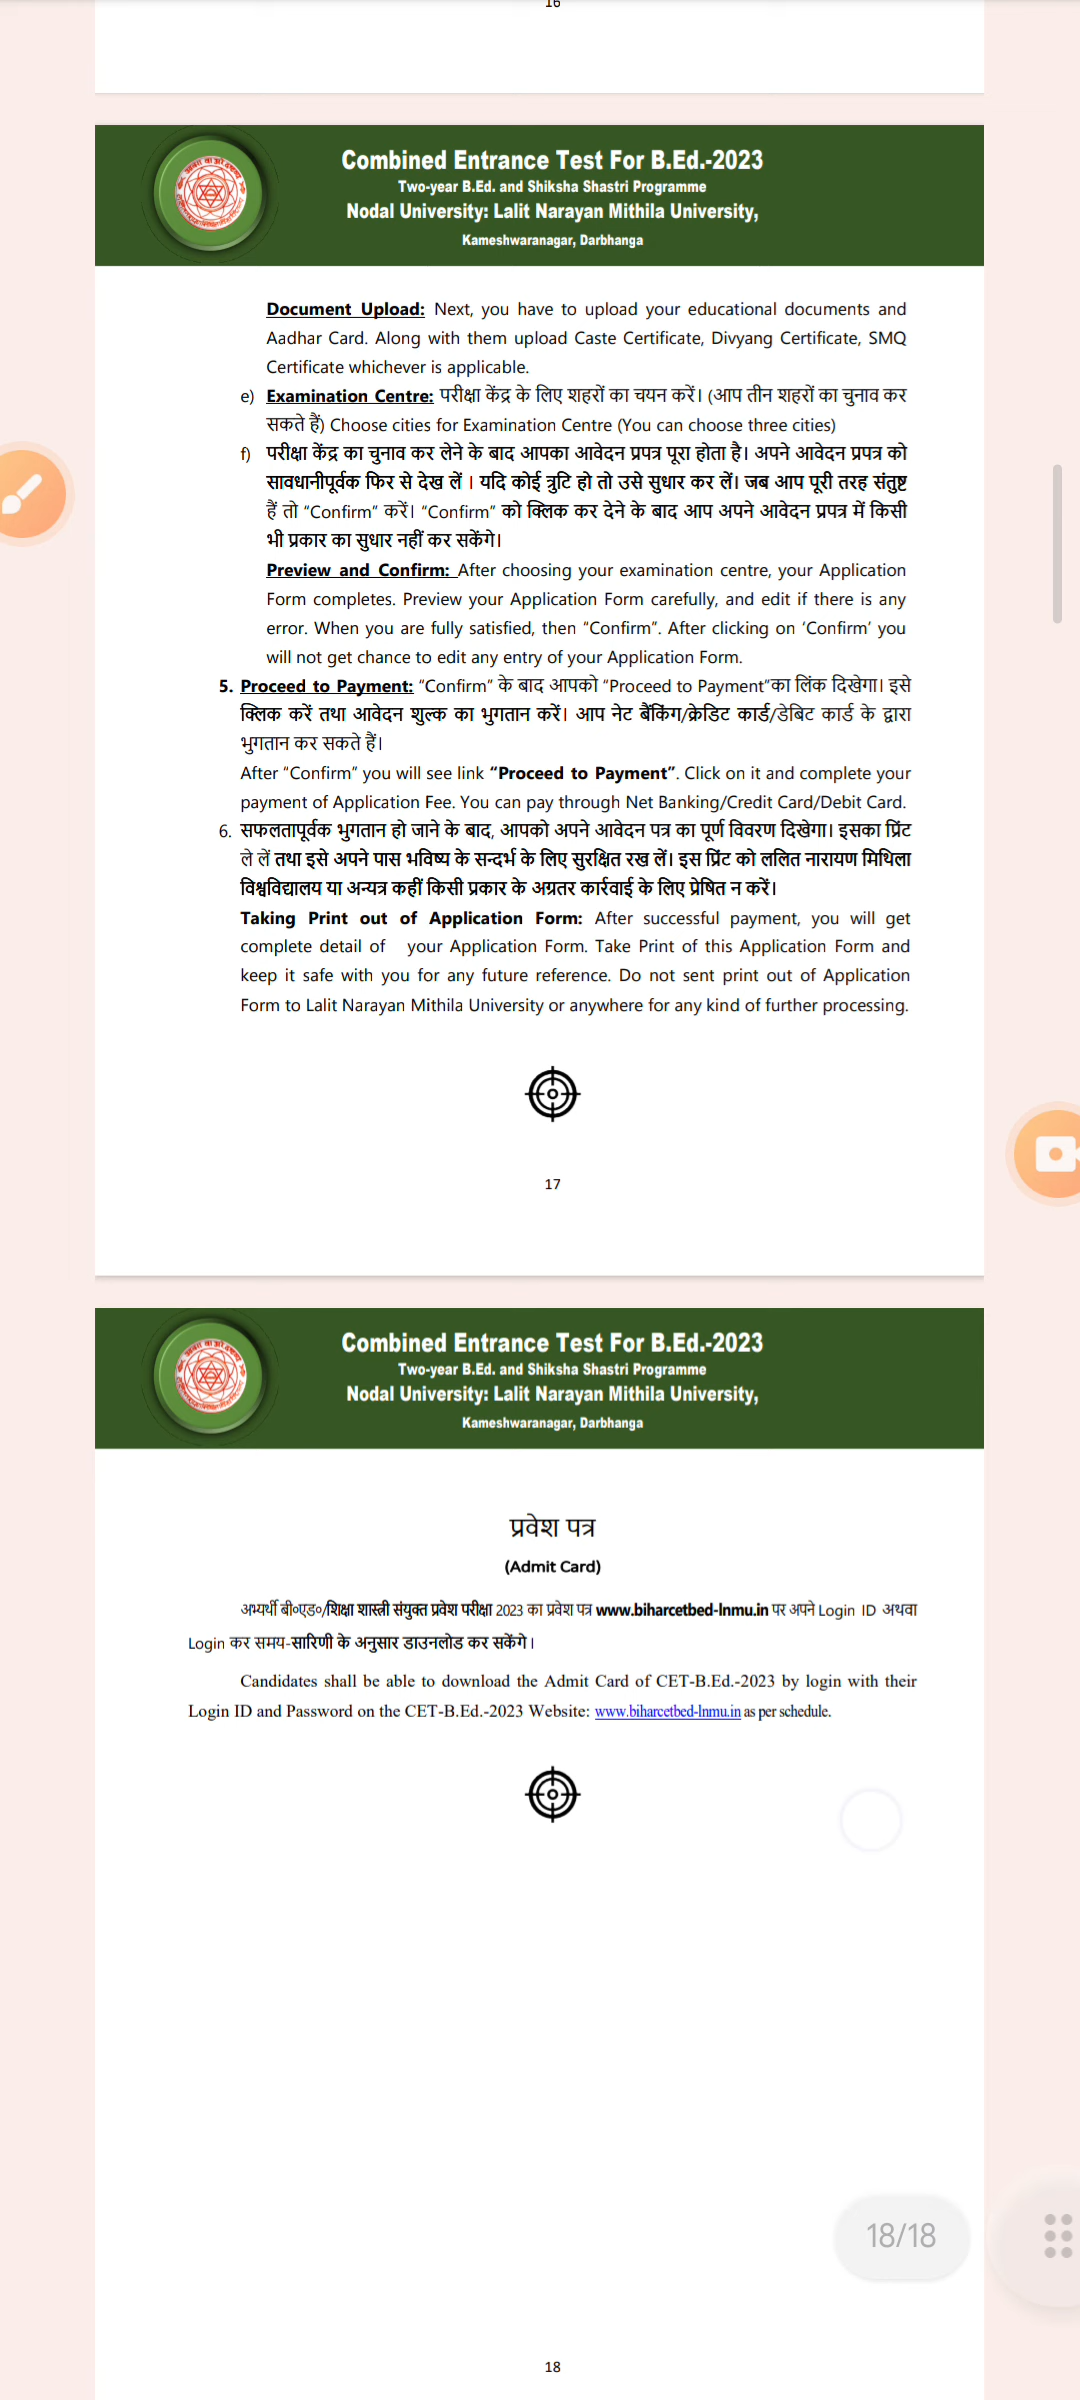 16
Combined Entrance Test For B.Ed.-2023
Two-year B.Ed. and Shiksha Shastri Programme
Nodal University: Lalit Narayan Mithila University,
Kameshwaranagar, Darbhanga
Document Upload: Next, you have to upload your educational documents and
Aadhar Card. Along with them upload Caste Certificate, Divyang Certificate, SMQ
Certificate whichever is applicable.
e) Examination Centre: परीक्षा केंद्र के लिए शहरों का चयन करें। (आप तीन शहरों का चुनाव कर
सकते हैं) Choose cities for Examination Centre (You can choose three cities)
f) परीक्षा केंद्र का चुनाव कर लेने के बाद आपका आवेदन प्रपत्र पूरा होता है। अपने आवेदन प्रपत्र को
सावधानीपूर्वक फिर से देख लें । यदि कोई त्रुटि हो तो उसे सुधार कर लें। जब आप पूरी तरह संतुष्ट
हैं तो “Confirm” करें। “Confirm” को क्लिक कर देने के बाद आप अपने आवेदन प्रपत्र में किसी
भी प्रकार का सुधार नहीं कर सकेंगे।
Preview and Confirm: After choosing your examination centre, your Application
Form completes. Preview your Application Form carefully, and edit if there is any
error. When you are fully satisfied, then “Confirm”. After clicking on ‘Confirm’ you
will not get chance to edit any entry of your Application Form.
5. Proceed to Payment: “Confirm” के बाद आपको “Proceed to Payment”का लिंक दिखेगा। इसे
क्लिक करें तथा आवेदन शुल्क का भुगतान करें। आप नेट बैंकिंग/क्रेडिट कार्ड/डेबिट कार्ड के द्वारा
भुगतान कर सकते हैं।
After “Confirm” you will see link “Proceed to Payment”. Click on it and complete your
payment of Application Fee. You can pay through Net Banking/Credit Card/Debit Card.
6. सफलतापूर्वक भुगतान हो जाने के बाद, आपको अपने आवेदन पत्र का पूर्ण विवरण दिखेगा। इसका प्रिंट
ले लें तथा इसे अपने पास भविष्य के सन्दर्भ के लिए सुरक्षित रख लें। इस प्रिंट को ललित नारायण मिथिला
विश्वविद्यालय या अन्यत्र कहीं किसी प्रकार के अग्रतर कार्रवाई के लिए प्रेषित न करें।
Taking Print out of Application Form: After successful payment, you will get
complete detail of your Application Form. Take Print of this Application Form and
keep it safe with you for any future reference. Do not sent print out of Application
Form to Lalit Narayan Mithila University or anywhere for any kind of further processing.
17
Combined Entrance Test For B.Ed.-2023
Two-year B.Ed. and Shiksha Shastri Programme
Nodal University: Lalit Narayan Mithila University,
Kameshwaranagar, Darbhanga
प्रवेश पत्र
(Admit Card)
अभ्यर्थी बी०एड०/शिक्षा शास्त्री संयुक्त प्रवेश परीक्षा 2023 का प्रवेश पत्र www.biharcetbed-lnmu.in पर अपने Login ID अथवा
Login कर समय-सारिणी के अनुसार डाउनलोड कर सकेंगे।
Candidates shall be able to download the Admit Card of CET-B.Ed.-2023 by login with their
Login ID and Password on the CET-B.Ed.-2023 Website: www.biharcetbed-lnmu.in as per schedule.
18/18
18